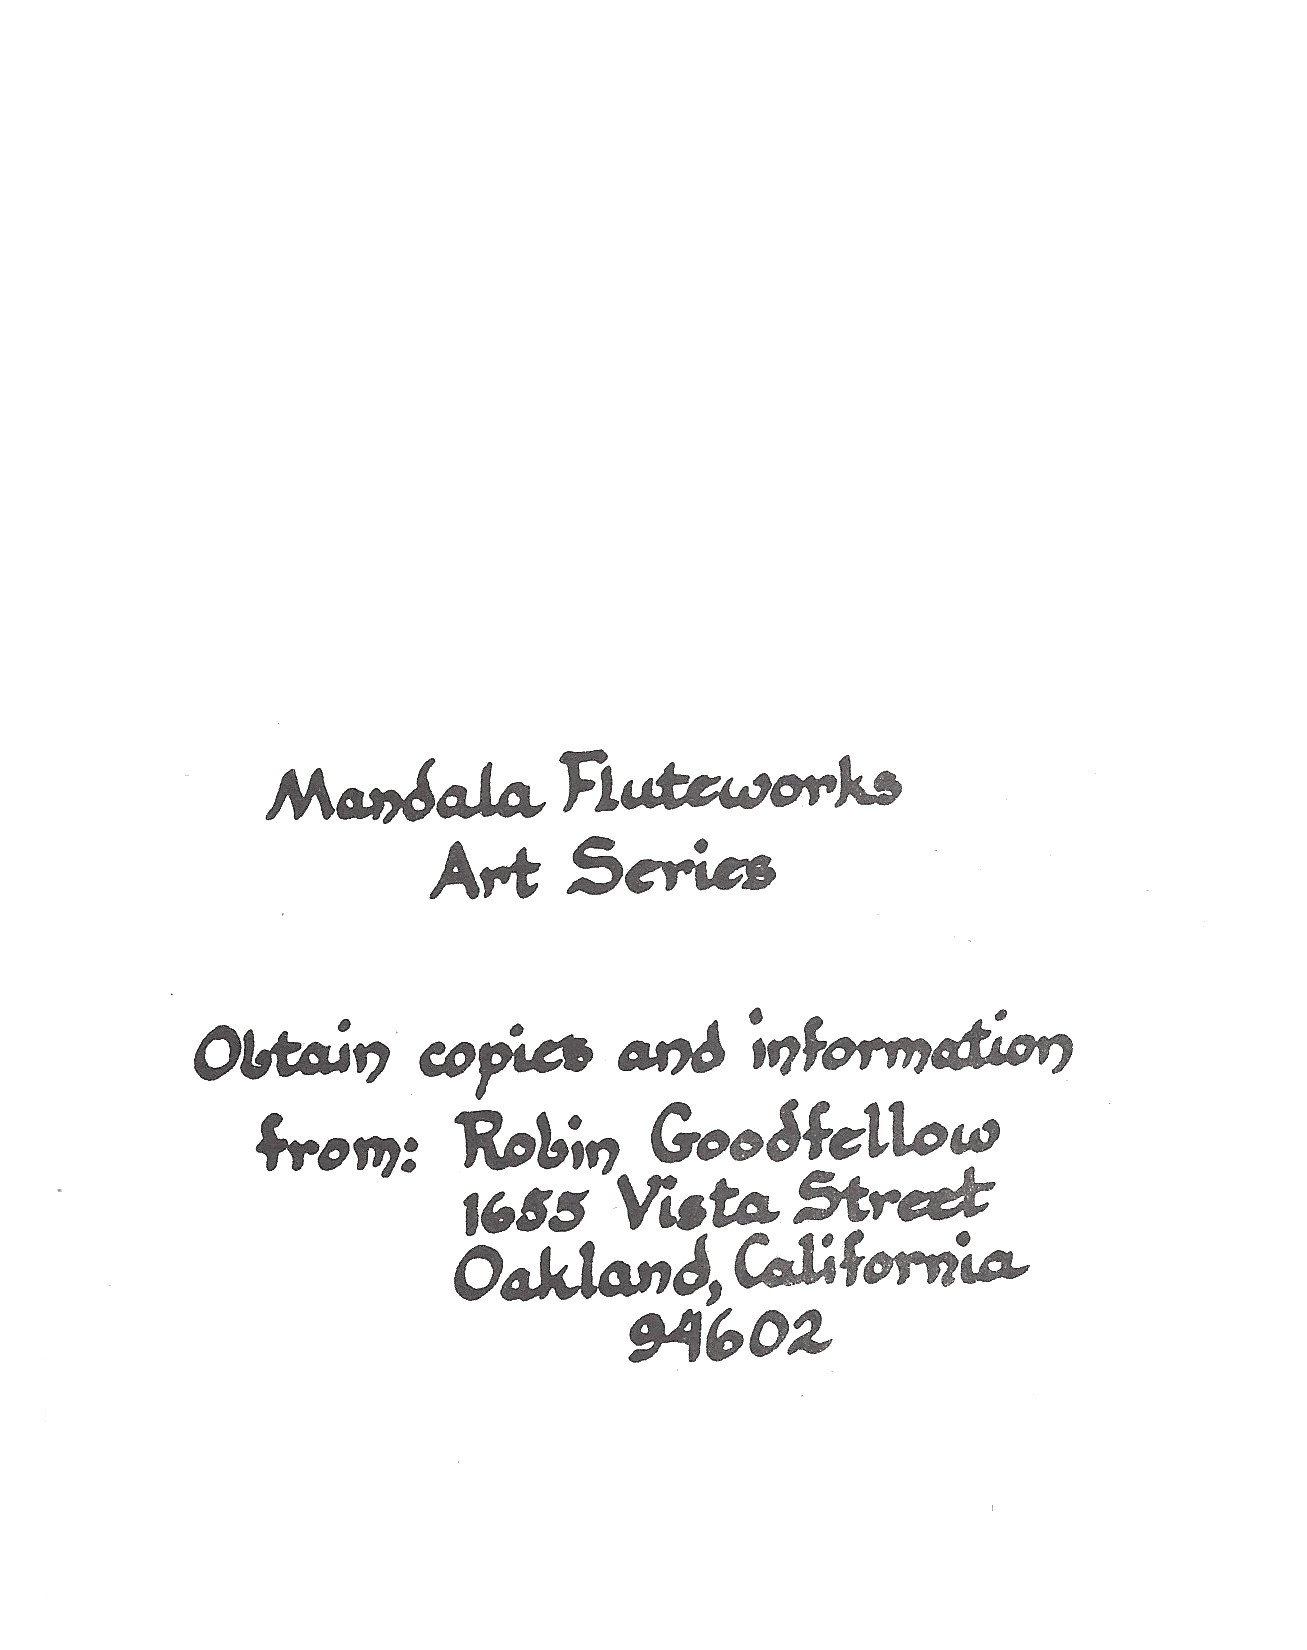 Mandala Fluteworks
Art Series
Obtain copies and information
from: Robin Goodfellow
1655 Vista Street
Oakland, California
94602